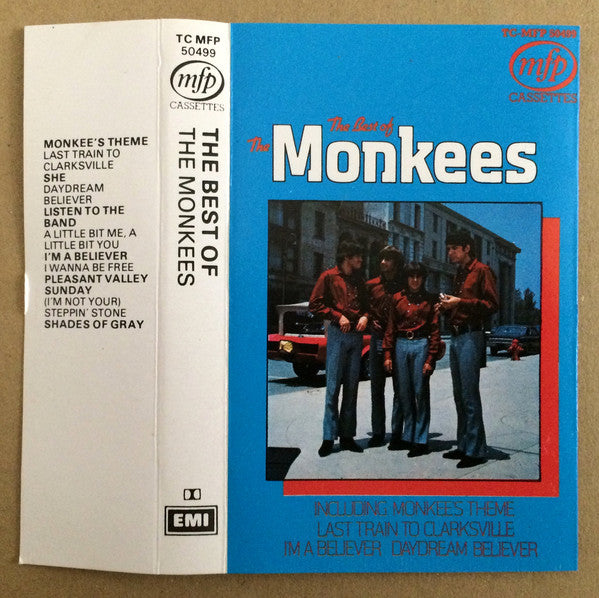 MONKEE'S THEME
LAST TRAIN TO
CLARKSVILLE
SHE
DAYDREAM
BELIEVER
LISTEN TO THE
BAND
A LITTLE BIT ME, A
LITTLE BIT YOU
I'M A BELIEVER
I WANNA BE FREE
PLEASANT VALLEY
SUNDAY
(I'M NOT YOUR)
STEPPIN' STONE
SHADES OF GRAY
TC MFP
50499
mfp
CASSETTES
THE BEST OF
THE MONKEES
EMI
TC-MFP 50499
mfp
CASSETTES
The Best of
The Monkees
INCLUDING MONKEE'S THEME
LAST TRAIN TO CLARKSVILLE
I'M A BELIEVER DAYDREAM BELIEVER